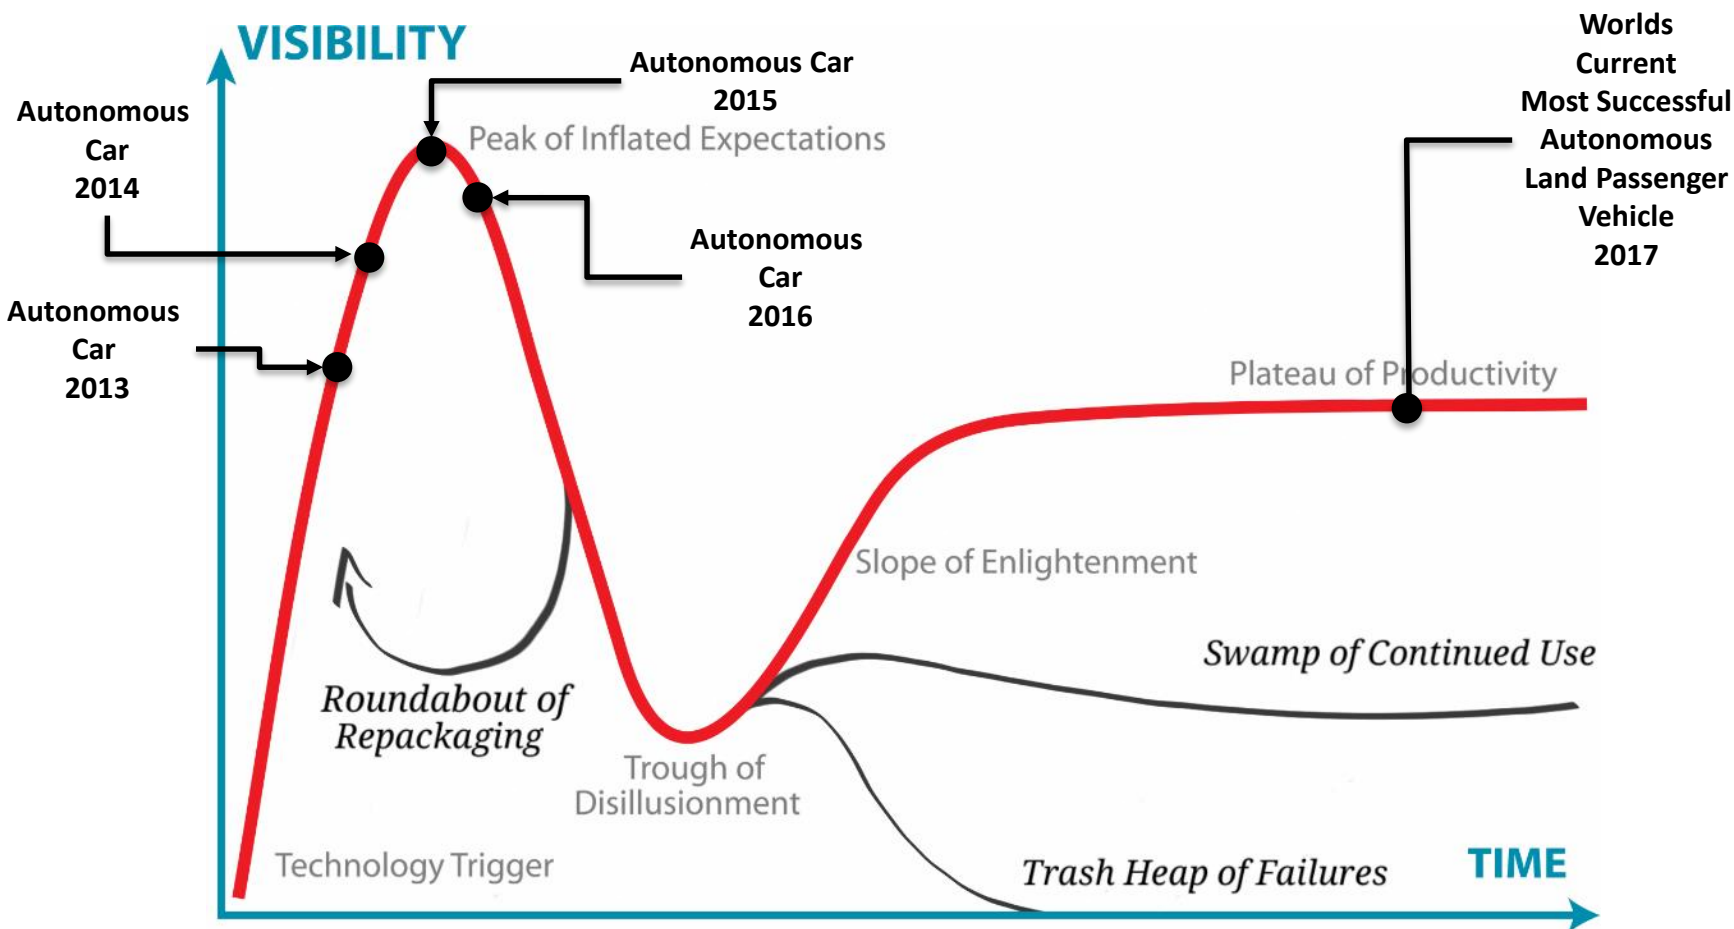 VISIBILITY
Autonomous Car
2015
Peak of Inflated Expectations
Autonomous
Car
2014
Autonomous
Car
2013
Autonomous
Car
2016
Worlds
Current
Most Successful
Autonomous
Land Passenger
Vehicle
2017
Plateau of Productivity
Slope of Enlightenment
Swamp of Continued Use
Roundabout of
Repackaging
Trough of
Disillusionment
Technology Trigger
Trash Heap of Failures
TIME